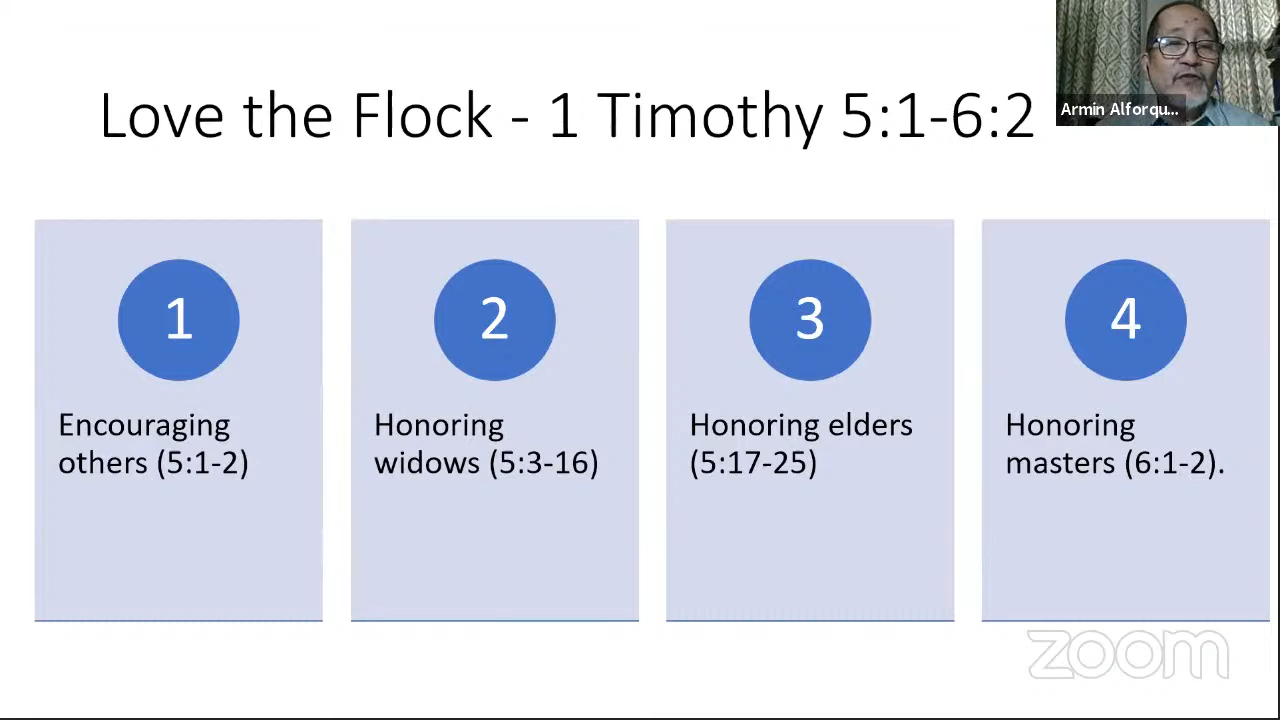 Love the Flock - 1 Timothy 5:1-6:2
Armin Alforqu...
1
Encouraging
others (5:1-2)
2
Honoring
widows (5:3-16)
3
Honoring elders
(5:17-25)
4
Honoring
masters (6:1-2).
zoom